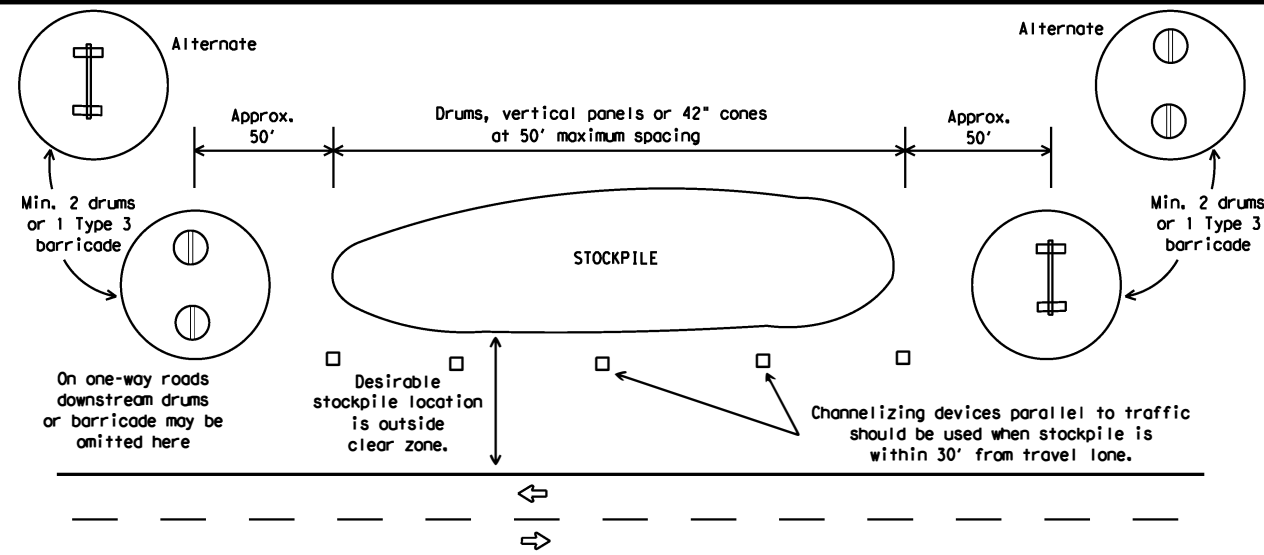 Alternate
Alternate
Approx.
50'
Drums, vertical panels or 42" cones
at 50' maximum spacing
Approx.
50'
Min. 2 drums
or 1 Type 3
barricade
Min. 2 drums
or 1 Type 3
barricade
STOCKPILE
On one-way roads
downstream drums
or barricade may be
omitted here
Desirable
stockpile location
is outside
clear zone.
Channelizing devices parallel to traffic
should be used when stockpile is
within 30' from travel lane.